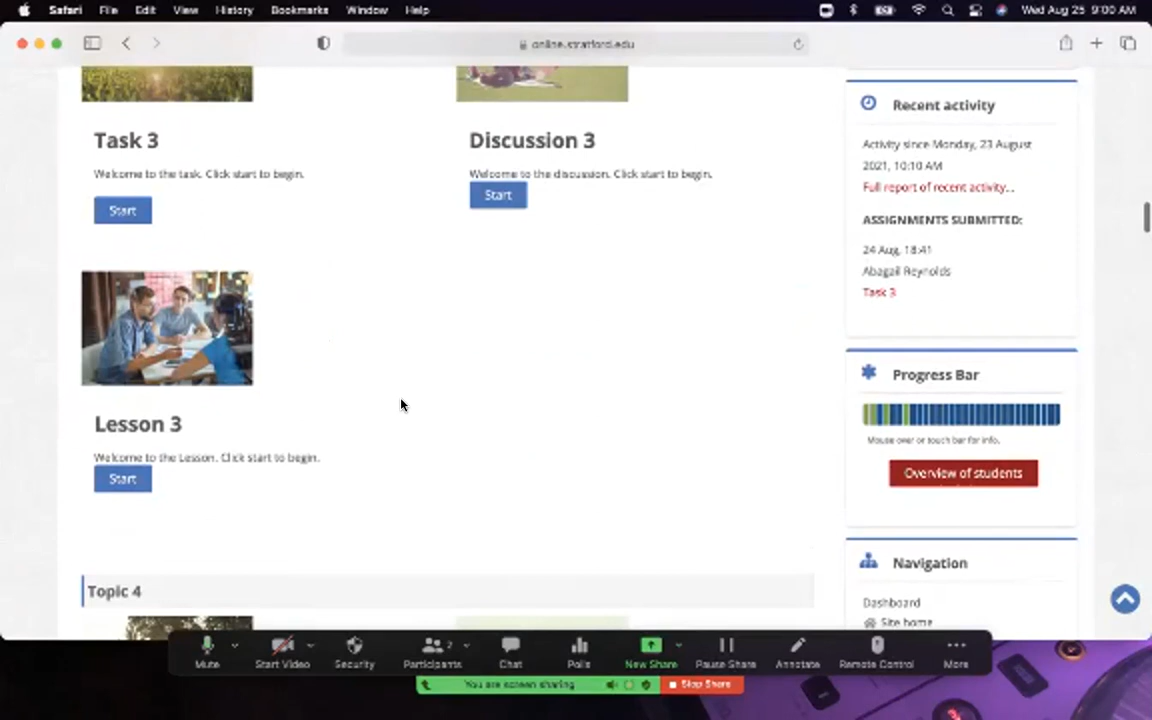 Safari File Edit View History Bookmarks Window Help Wed Aug 25 9:00 AM
online.stratford.edu
Task 3
Welcome to the task. Click start to begin.
Start
Discussion 3
Welcome to the discussion. Click start to begin.
Start
Lesson 3
Welcome to the Lesson. Click start to begin.
Start
Topic 4
Recent activity
Activity since Monday, 23 August
2021, 10:10 AM
Full report of recent activity...
ASSIGNMENTS SUBMITTED:
24 Aug, 18:41
Abagail Reynolds
Task 3
Progress Bar
Mouse over or touch bar for info.
Overview of students
Navigation
Dashboard
Site home
Mute Start Video Security Participants 2 Chat Polls New Share Pause Share Annotate Remote Control More
You are screen sharing Stop Share